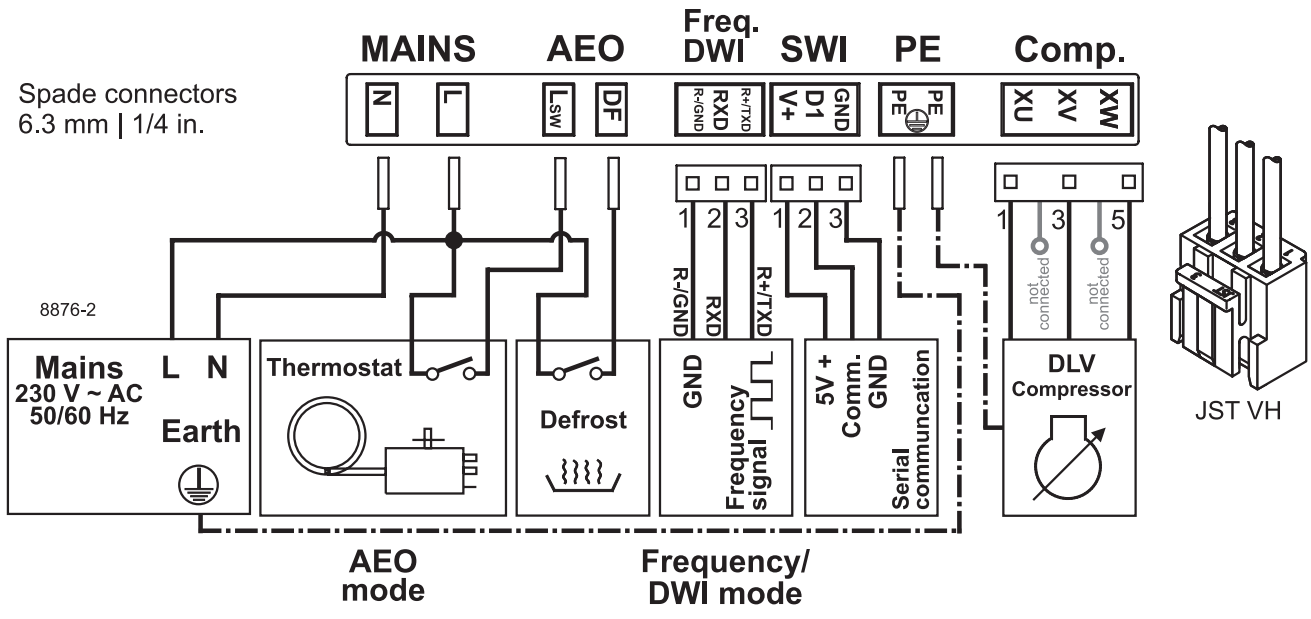 Freq.
MAINS AEO DWI SWI PE Comp.
Spade connectors
6.3 mm | 1/4 in.
N L LSW DF R-/GND RXD R+/TXD V+ D1 GND PE PE XU XV XW
1 2 3 1 2 3 1 3 5
not connected
not connected
R-/GND RXD R+/TXD
8876-2
Mains L N
230 V ~ AC
50/60 Hz
Earth
Thermostat
Defrost
GND
Frequency
signal
5V +
Comm.
GND
Serial
communcation
DLV
Compressor
JST VH
AEO
mode
Frequency/
DWI mode